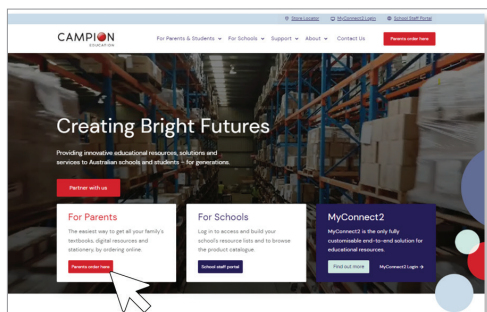 Store Locator MyConnect2 Login School Staff Portal
CAMPION
EDUCATION
For Parents & Students For Schools Support About Contact Us Parents order here
Creating Bright Futures
Providing innovative educational resources, solutions and
services to Australian schools and students – for generations.
Partner with us
For Parents
The easiest way to get all your family's
textbooks, digital resources and
stationery, by ordering online.
Parents order here
For Schools
Log in to access and build your
school's resource lists and to browse
the product catalogue.
School staff portal
MyConnect2
MyConnect2 is the only fully
customisable end-to-end solution for
educational resources.
Find out more MyConnect2 Login →